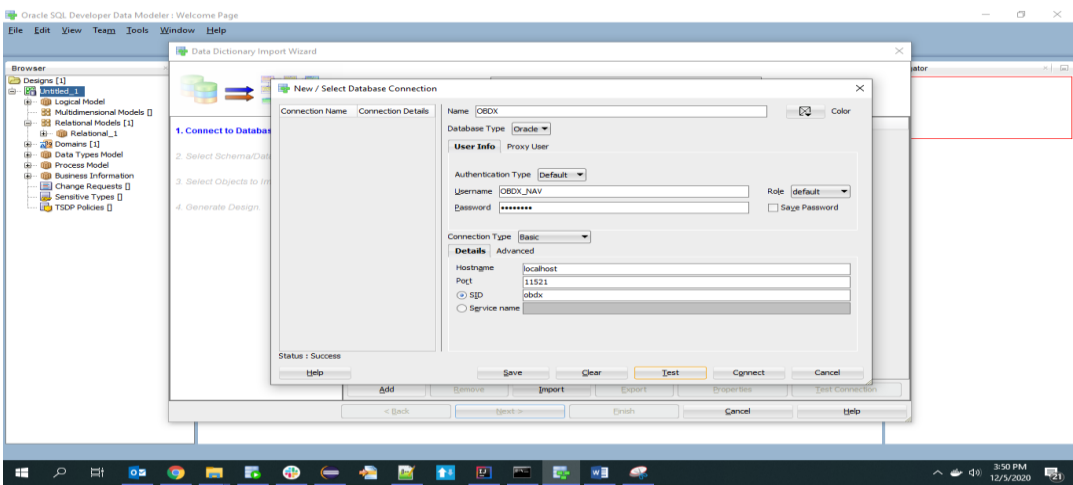 Oracle SQL Developer Data Modeler : Welcome Page
File Edit View Team Tools Window Help
Data Dictionary Import Wizard
Browser
Designs [1]
Untitled_1
Logical Model
Multidimensional Models []
Relational Models [1]
Relational_1
Domains [1]
Data Types Model
Process Model
Business Information
Change Requests []
Sensitive Types []
TSDP Policies []
1. Connect to Databas
2. Select Schema/Dat
3. Select Objects to Im
4. Generate Design
New / Select Database Connection
Connection Name Connection Details
Name OBDX
Color
Database Type Oracle
User Info Proxy User
Authentication Type Default
Username OBDX_NAV
Role default
Password ••••••••
Save Password
Connection Type Basic
Details Advanced
Hostname localhost
Port 11521
SID obdx
Service name
Status : Success
Help Save Clear Test Connect Cancel
Add Remove Import Export Properties Test Connection
< Back Next > Finish Cancel Help
ator
3:50 PM
12/5/2020